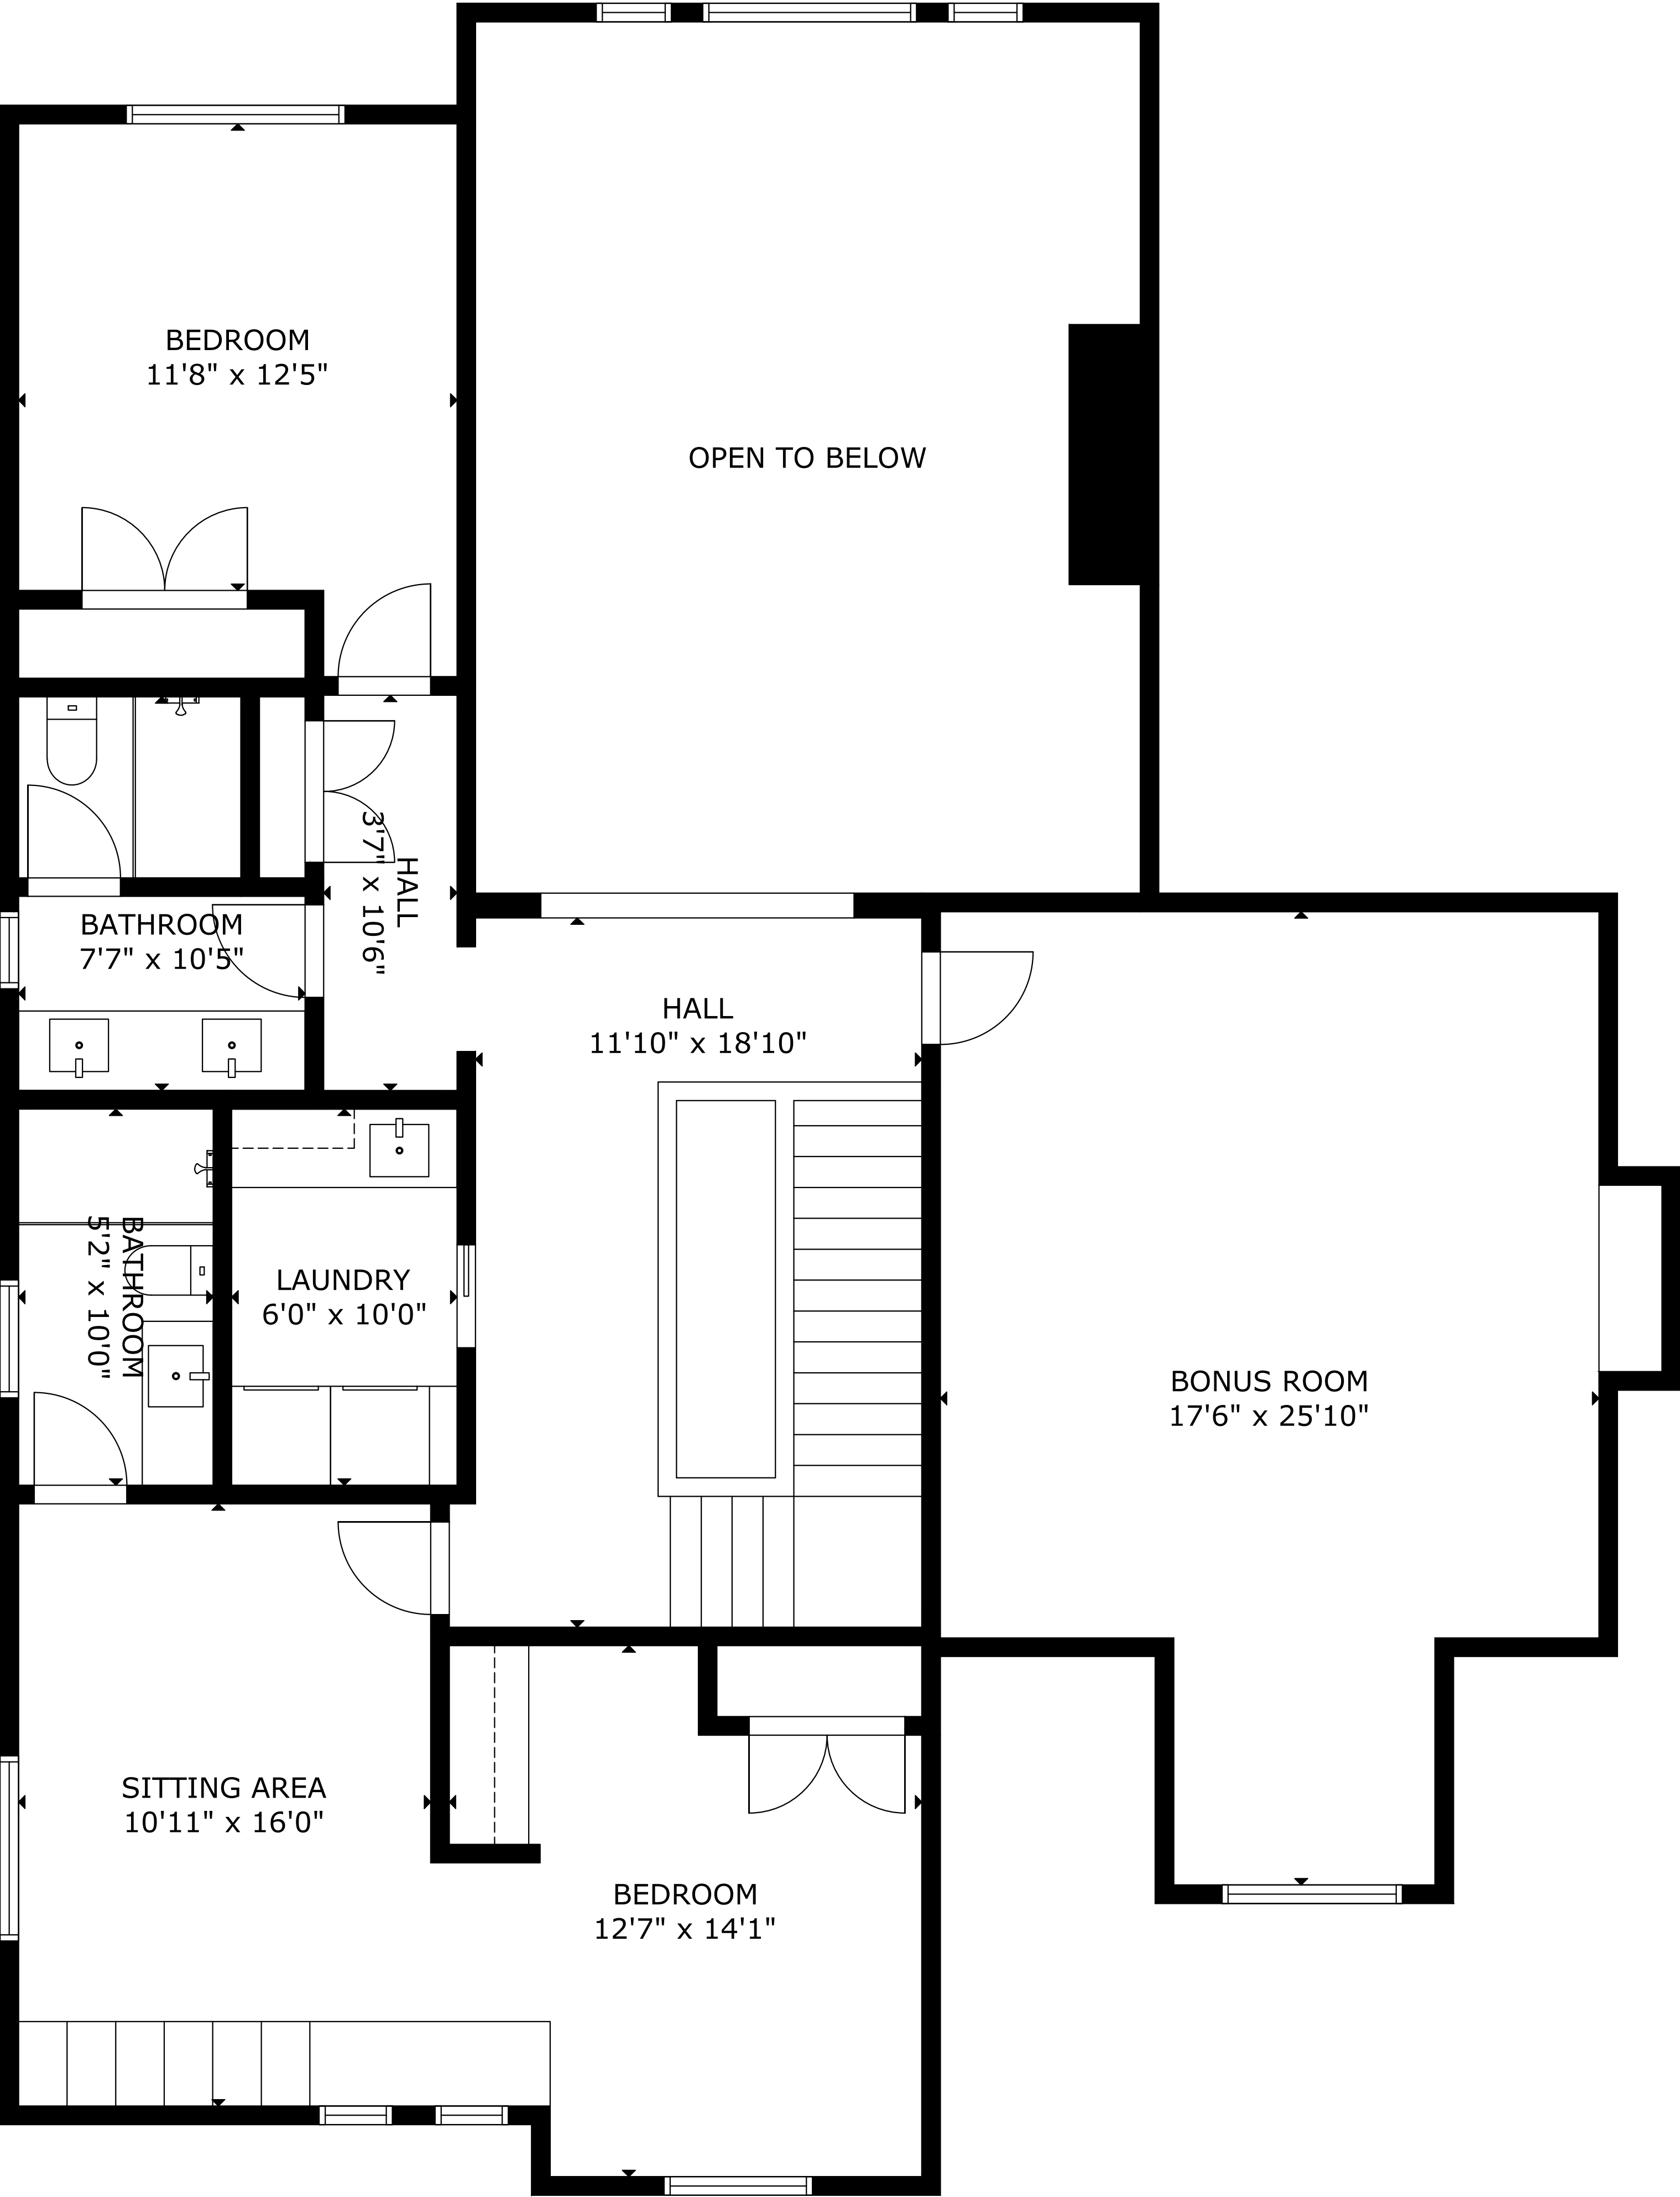 BEDROOM
11'8" x 12'5"
OPEN TO BELOW
HALL
3'7" x 10'6"
BATHROOM
7'7" x 10'5"
HALL
11'10" x 18'10"
BATHROOM
5'2" x 10'0"
LAUNDRY
6'0" x 10'0"
BONUS ROOM
17'6" x 25'10"
SITTING AREA
10'11" x 16'0"
BEDROOM
12'7" x 14'1"